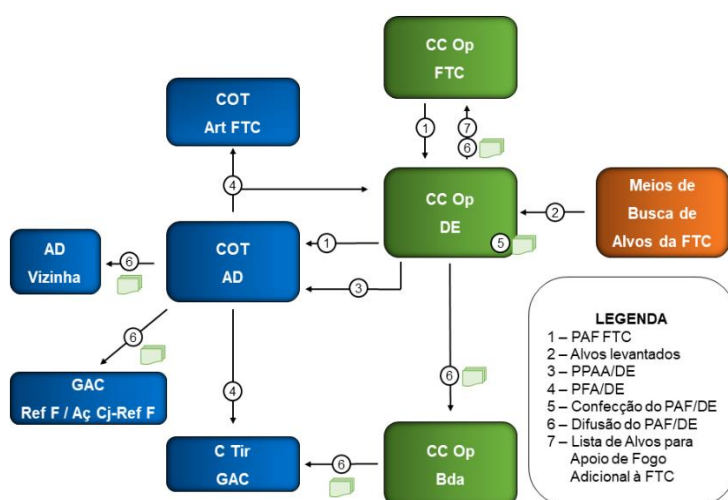 CC Op
FTC
COT
Art FTC
1
7
6
4
CC Op
DE
5
2
Meios de
Busca de
Alvos da FTC
AD
Vizinha
6
COT
AD
1
3
6
4
6
GAC
Ref F / Aç Cj-Ref F
C Tir
GAC
6
CC Op
Bda
LEGENDA
1 – PAF FTC
2 – Alvos levantados
3 – PPAA/DE
4 – PFA/DE
5 – Confecção do PAF/DE
6 – Difusão do PAF/DE
7 – Lista de Alvos para
Apoio de Fogo
Adicional à FTC